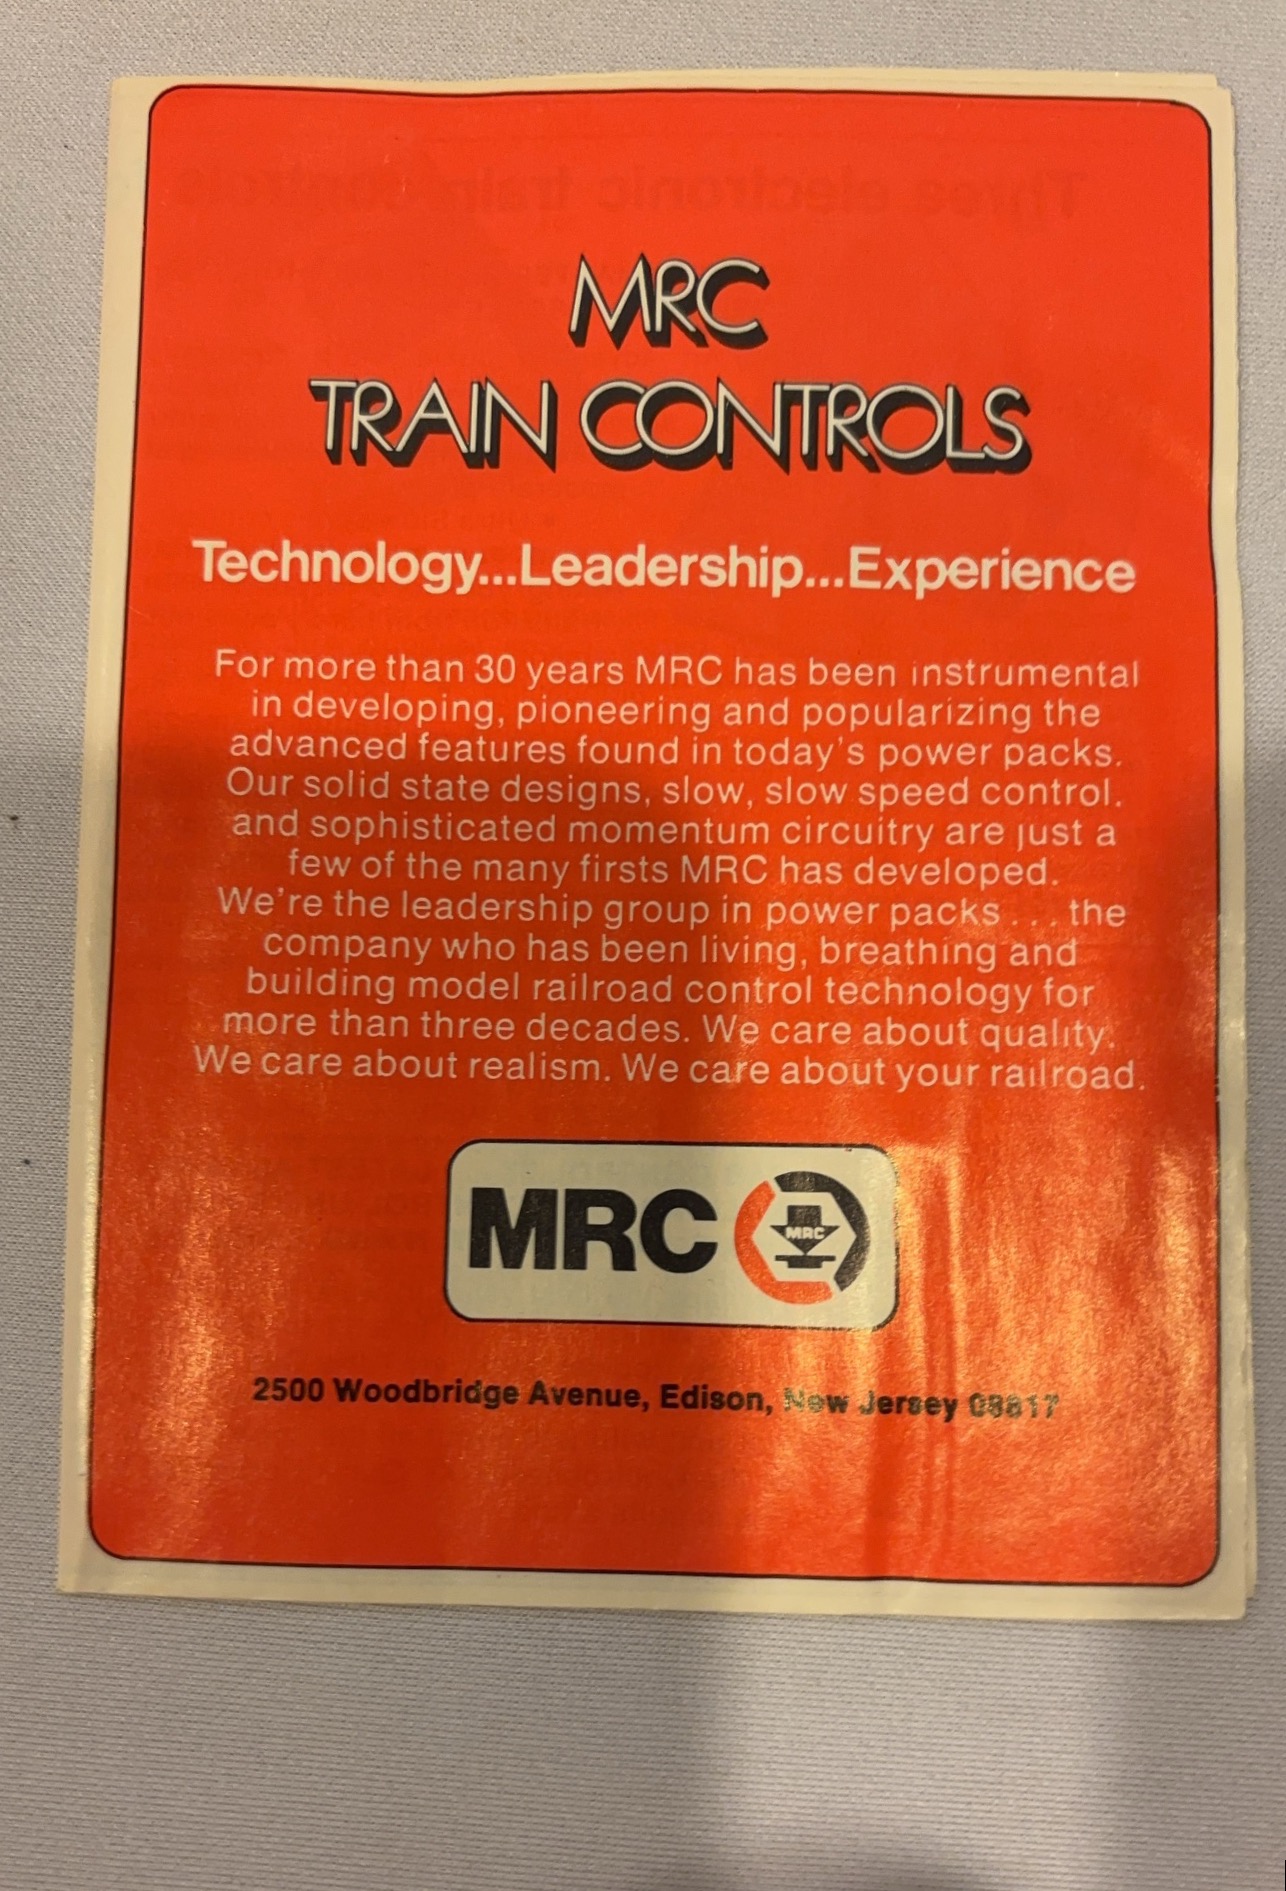 MRC
TRAIN CONTROLS
Technology...Leadership...Experience
For more than 30 years MRC has been instrumental
in developing, pioneering and popularizing the
advanced features found in today's power packs.
Our solid state designs, slow, slow speed control.
and sophisticated momentum circuitry are just a
few of the many firsts MRC has developed.
We're the leadership group in power packs . . . the
company who has been living, breathing and
building model railroad control technology for
more than three decades. We care about quality.
We care about realism. We care about your railroad.
MRC MRC
2500 Woodbridge Avenue, Edison, New Jersey 08817